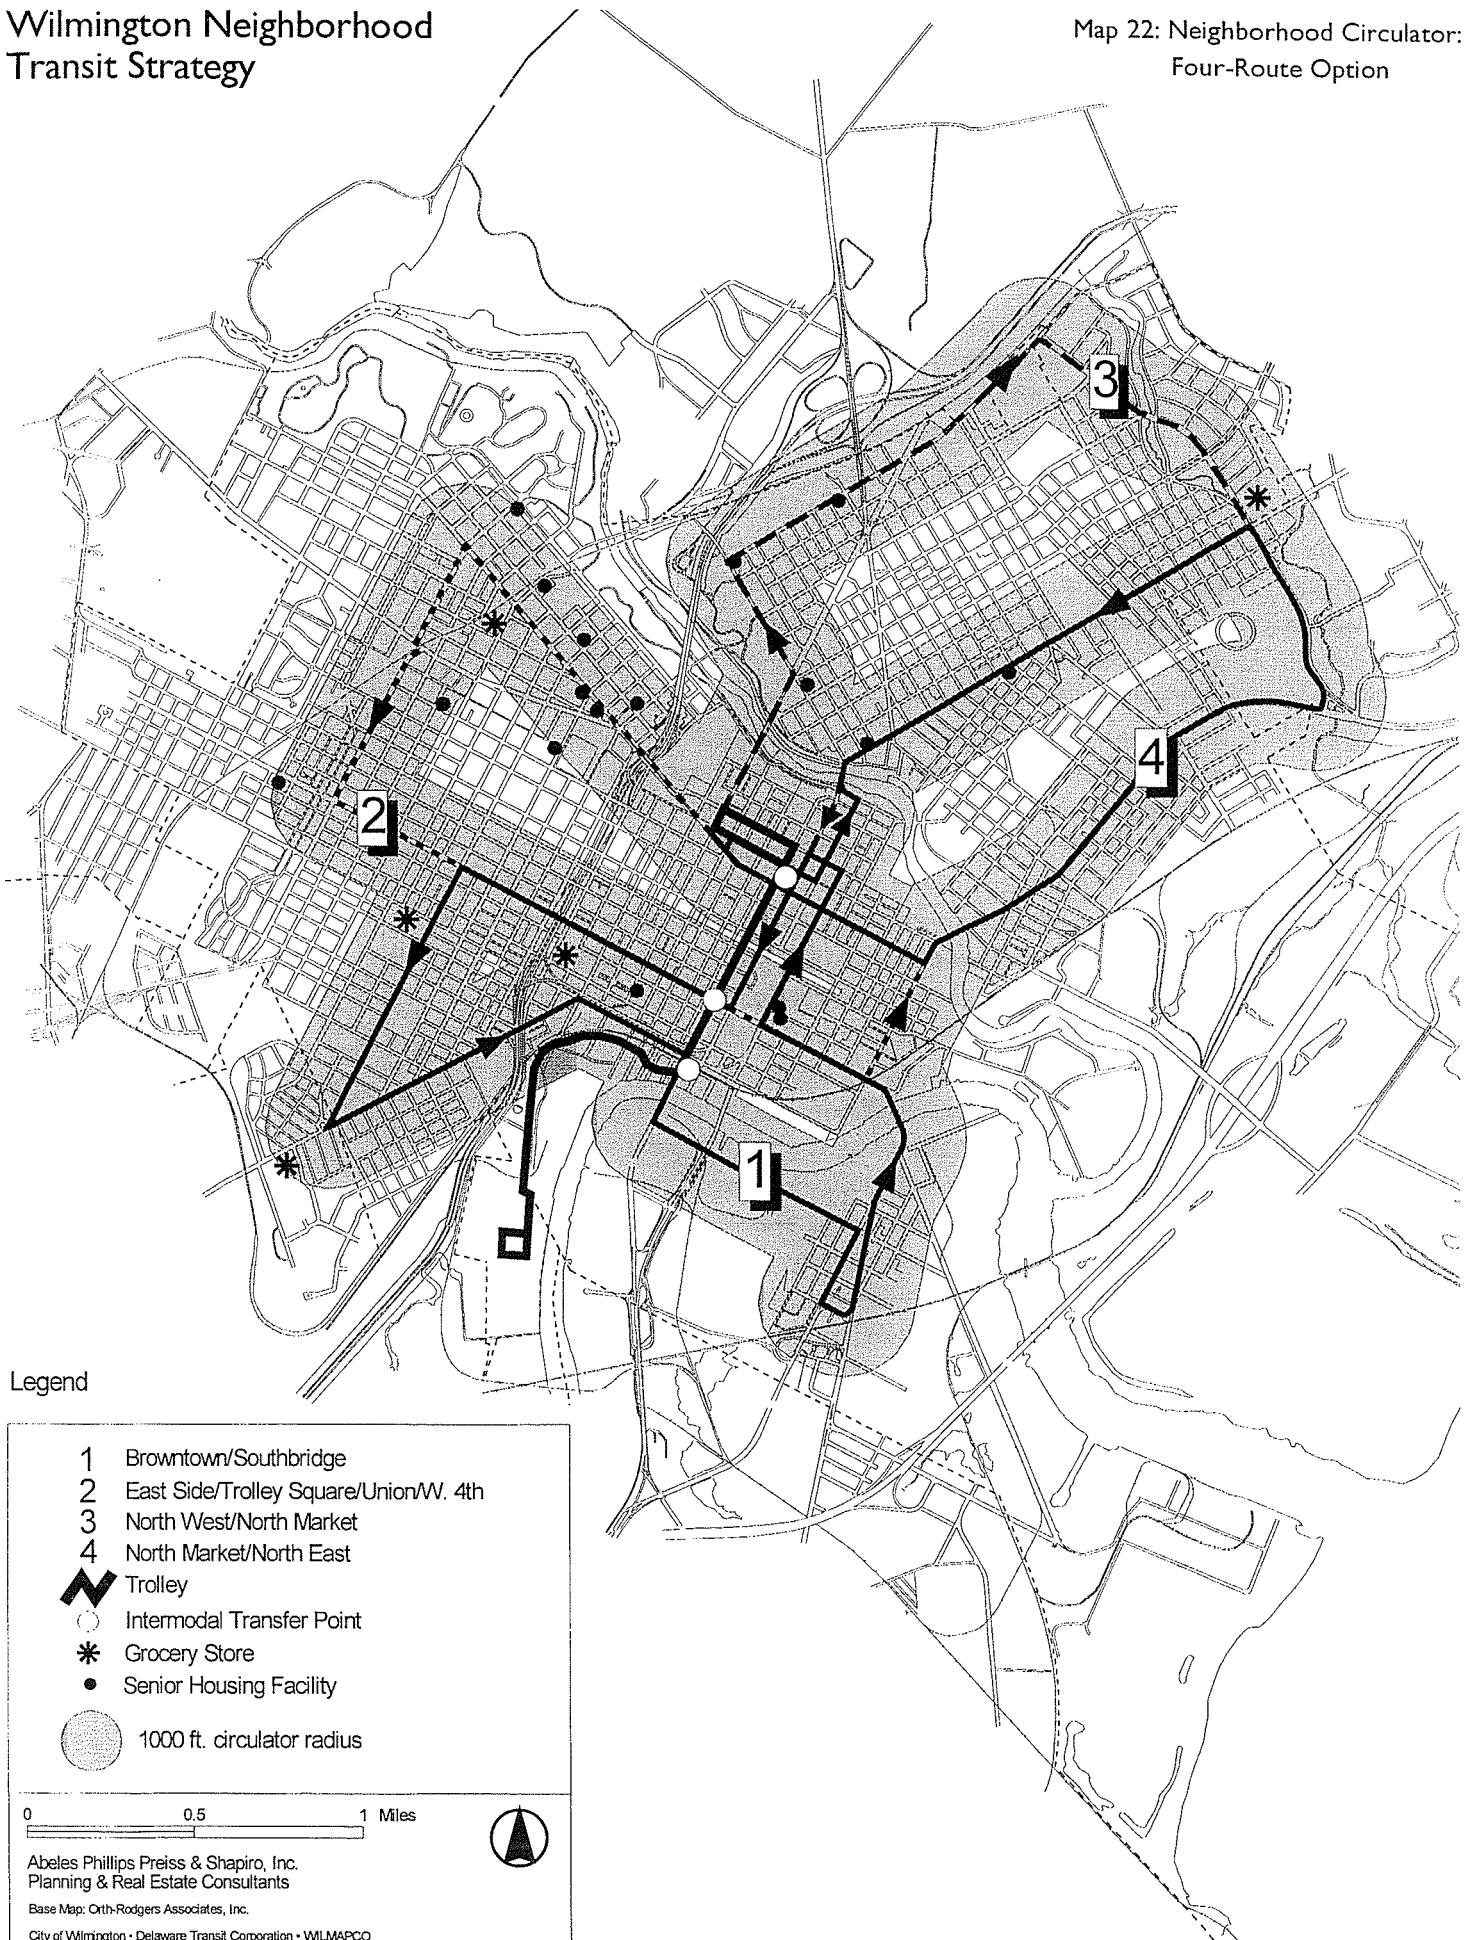 Wilmington Neighborhood
Transit Strategy
Map 22: Neighborhood Circulator:
Four-Route Option
3
4
2
1
Legend
1 Browntown/Southbridge
2 East Side/Trolley Square/Union/W. 4th
3 North West/North Market
4 North Market/North East
Trolley
Intermodal Transfer Point
Grocery Store
Senior Housing Facility
1000 ft. circulator radius
0 0.5 1 Miles
Abeles Phillips Preiss & Shapiro, Inc.
Planning & Real Estate Consultants
Base Map: Orth-Rodgers Associates, Inc.
City of Wilmington • Delaware Transit Corporation • WILMAPCO